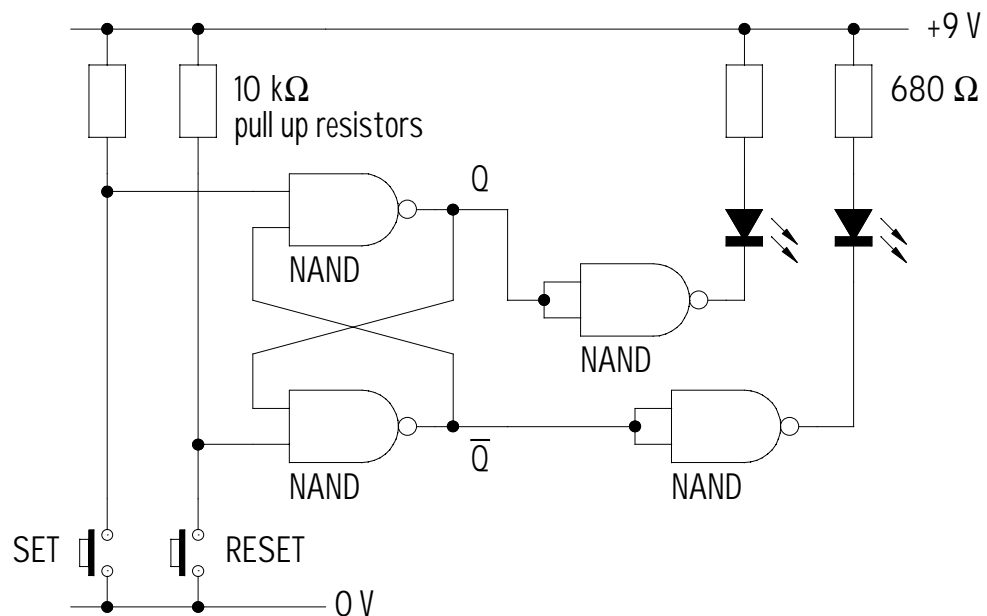 +9 V
10 kΩ
pull up resistors
680 Ω
Q
NAND
NAND
NAND
Q̅
NAND
NAND
SET
RESET
0 V